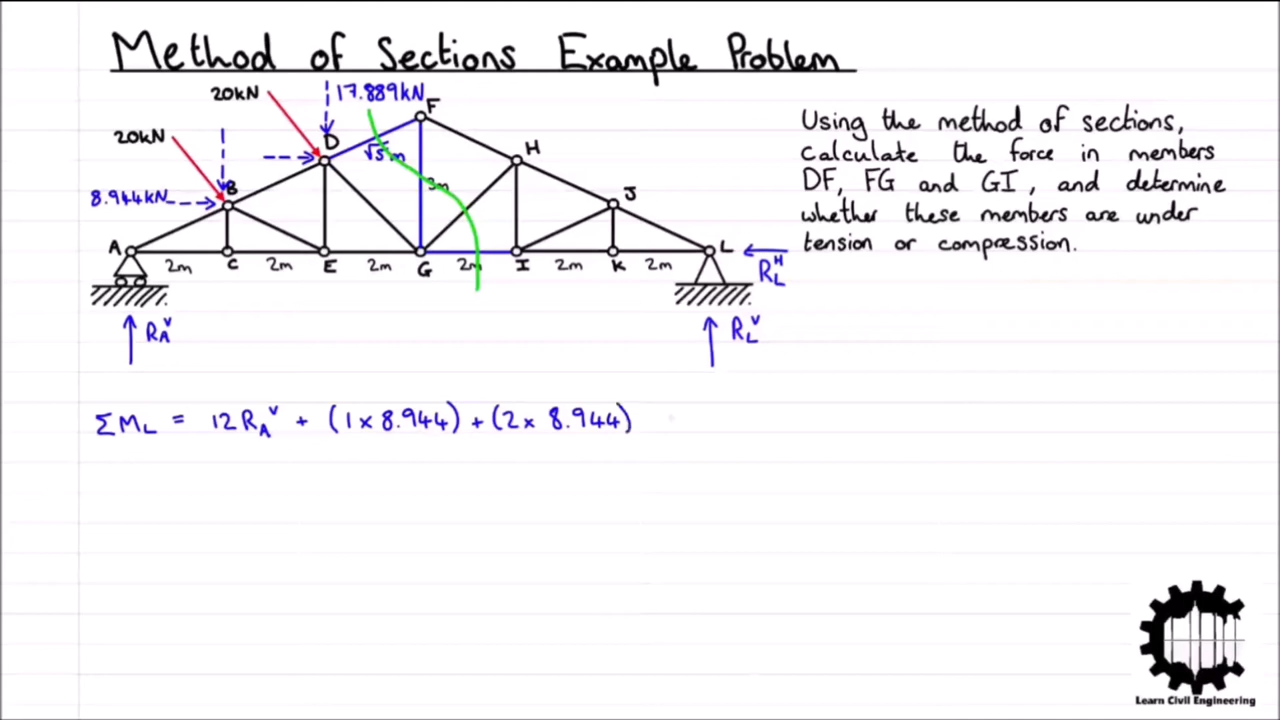 Method of Sections Example Problem
20kN
17.889kN
F
20kN
D
√5m
H
8.944kN
B
3m
J
A
C
E
G
I
K
L
2m
2m
2m
2m
2m
2m
R_L^H
R_A^V
R_L^V
Using the method of sections,
calculate the force in members
DF, FG and GI, and determine
whether these members are under
tension or compression.
ΣM_L = 12R_A^V + (1 x 8.944) + (2 x 8.944)
Learn Civil Engineering